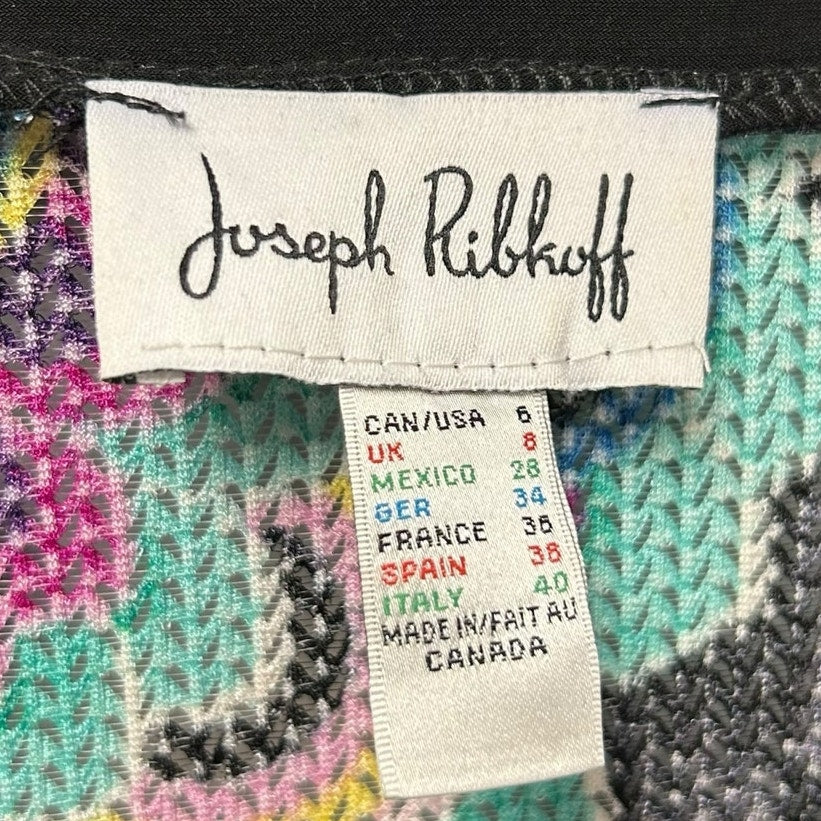 Joseph Ribkoff
CAN/USA 6
UK 8
MEXICO 28
GER 34
FRANCE 36
SPAIN 38
ITALY 40
MADE IN/FAIT AU
CANADA